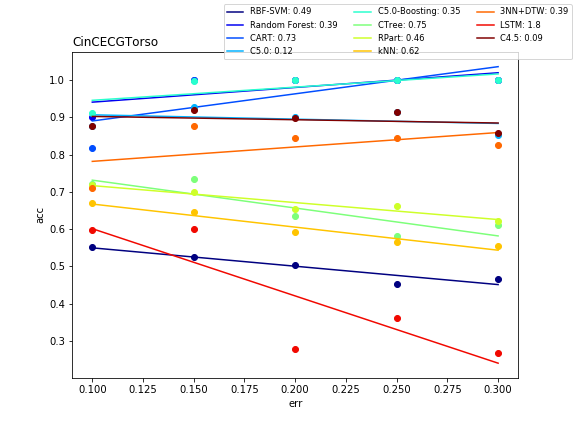 RBF-SVM: 0.49
Random Forest: 0.39
CART: 0.73
C5.0: 0.12
C5.0-Boosting: 0.35
CTree: 0.75
RPart: 0.46
kNN: 0.62
3NN+DTW: 0.39
LSTM: 1.8
C4.5: 0.09
CinCECGTorso
1.0
0.9
0.8
0.7
0.6
0.5
0.4
0.3
acc
0.100 0.125 0.150 0.175 0.200 0.225 0.250 0.275 0.300
err